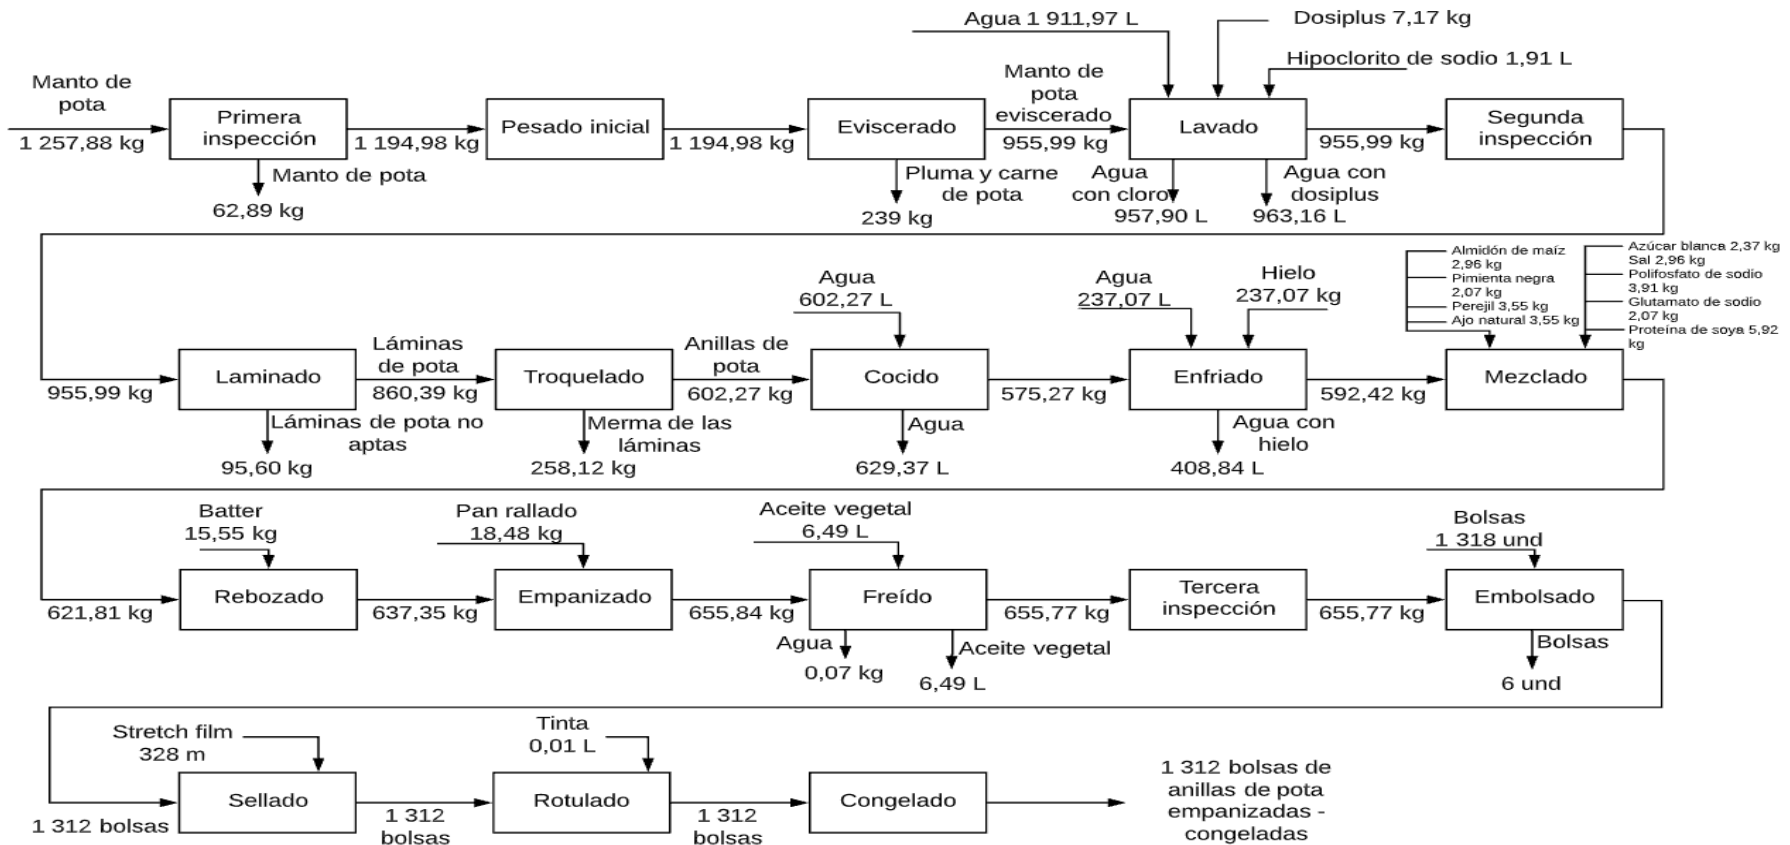 Agua 1 911,97 L
Dosiplus 7,17 kg
Hipoclorito de sodio 1,91 L
Manto de
pota
1 257,88 kg
Primera
inspección
1 194,98 kg
Manto de pota
62,89 kg
Pesado inicial
1 194,98 kg
Eviscerado
Pluma y carne
de pota
239 kg
Manto de
pota
eviscerado
955,99 kg
Lavado
Agua
con cloro
957,90 L
Agua con
dosiplus
963,16 L
955,99 kg
Segunda
inspección
955,99 kg
Laminado
Láminas de pota no
aptas
95,60 kg
Láminas
de pota
860,39 kg
Troquelado
Merma de las
láminas
258,12 kg
Anillas de
pota
602,27 kg
Agua
602,27 L
Cocido
Agua
629,37 L
575,27 kg
Agua
237,07 L
Hielo
237,07 kg
Enfriado
Agua con
hielo
408,84 L
592,42 kg
Almidón de maíz
2,96 kg
Pimienta negra
2,07 kg
Perejil 3,55 kg
Ajo natural 3,55 kg
Azúcar blanca 2,37 kg
Sal 2,96 kg
Polifosfato de sodio
3,91 kg
Glutamato de sodio
2,07 kg
Proteína de soya 5,92
kg
Mezclado
621,81 kg
Batter
15,55 kg
Rebozado
637,35 kg
Pan rallado
18,48 kg
Empanizado
655,84 kg
Aceite vegetal
6,49 L
Freído
Agua
0,07 kg
Aceite vegetal
6,49 L
655,77 kg
Tercera
inspección
655,77 kg
Bolsas
1 318 und
Embolsado
Bolsas
6 und
1 312 bolsas
Stretch film
328 m
Sellado
1 312
bolsas
Tinta
0,01 L
Rotulado
1 312
bolsas
Congelado
1 312 bolsas de
anillas de pota
empanizadas -
congeladas